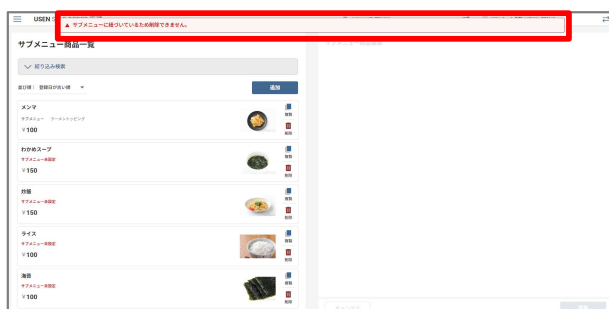 USEN
▲ サブメニューに紐づいているため削除できません。
サブメニュー商品一覧
絞り込み検索
並び順 : 登録日が古い順
追加
メンマ
複製
サブメニュー ラーメントッピング
¥100
削除
わかめスープ
複製
サブメニュー未設定
¥150
削除
炒飯
複製
サブメニュー未設定
¥150
削除
ライス
複製
サブメニュー未設定
¥100
削除
海苔
複製
サブメニュー未設定
¥100
削除
キャンセル